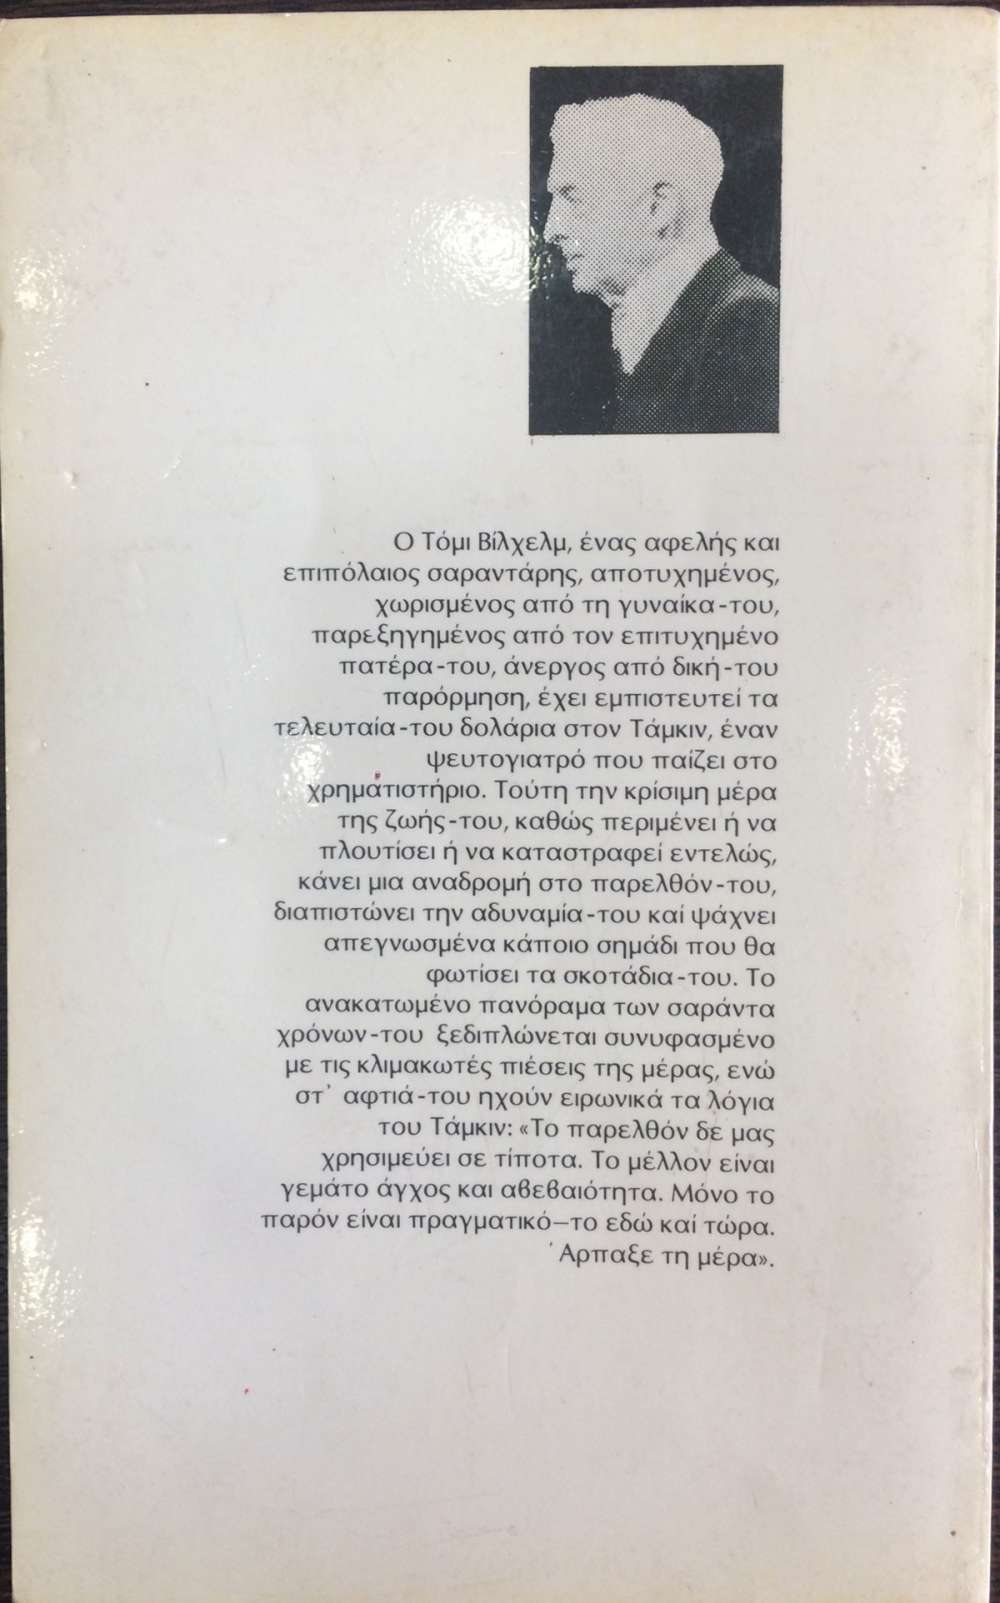 Ο Τόμι Βίλχελμ, ένας αφελής και
επιπόλαιος σαραντάρης, αποτυχημένος,
χωρισμένος από τη γυναίκα-του,
παρεξηγημένος από τον επιτυχημένο
πατέρα-του, άνεργος από δική-του
παρόρμηση, έχει εμπιστευτεί τα
τελευταία-του δολάρια στον Τάμκιν, έναν
ψευτογιατρό που παίζει στο
χρηματιστήριο. Τούτη την κρίσιμη μέρα
της ζωής-του, καθώς περιμένει ή να
πλουτίσει ή να καταστραφεί εντελώς,
κάνει μια αναδρομή στο παρελθόν-του,
διαπιστώνει την αδυναμία-του καί ψάχνει
απεγνωσμένα κάποιο σημάδι που θα
φωτίσει τα σκοτάδια-του. Το
ανακατωμένο πανόραμα των σαράντα
χρόνων-του ξεδιπλώνεται συνυφασμένο
με τις κλιμακωτές πιέσεις της μέρας, ενώ
στ' αφτιά-του ηχούν ειρωνικά τα λόγια
του Τάμκιν: «Το παρελθόν δε μας
χρησιμεύει σε τίποτα. Το μέλλον είναι
γεμάτο άγχος και αβεβαιότητα. Μόνο το
παρόν είναι πραγματικό—το εδώ καί τώρα.
Άρπαξε τη μέρα».